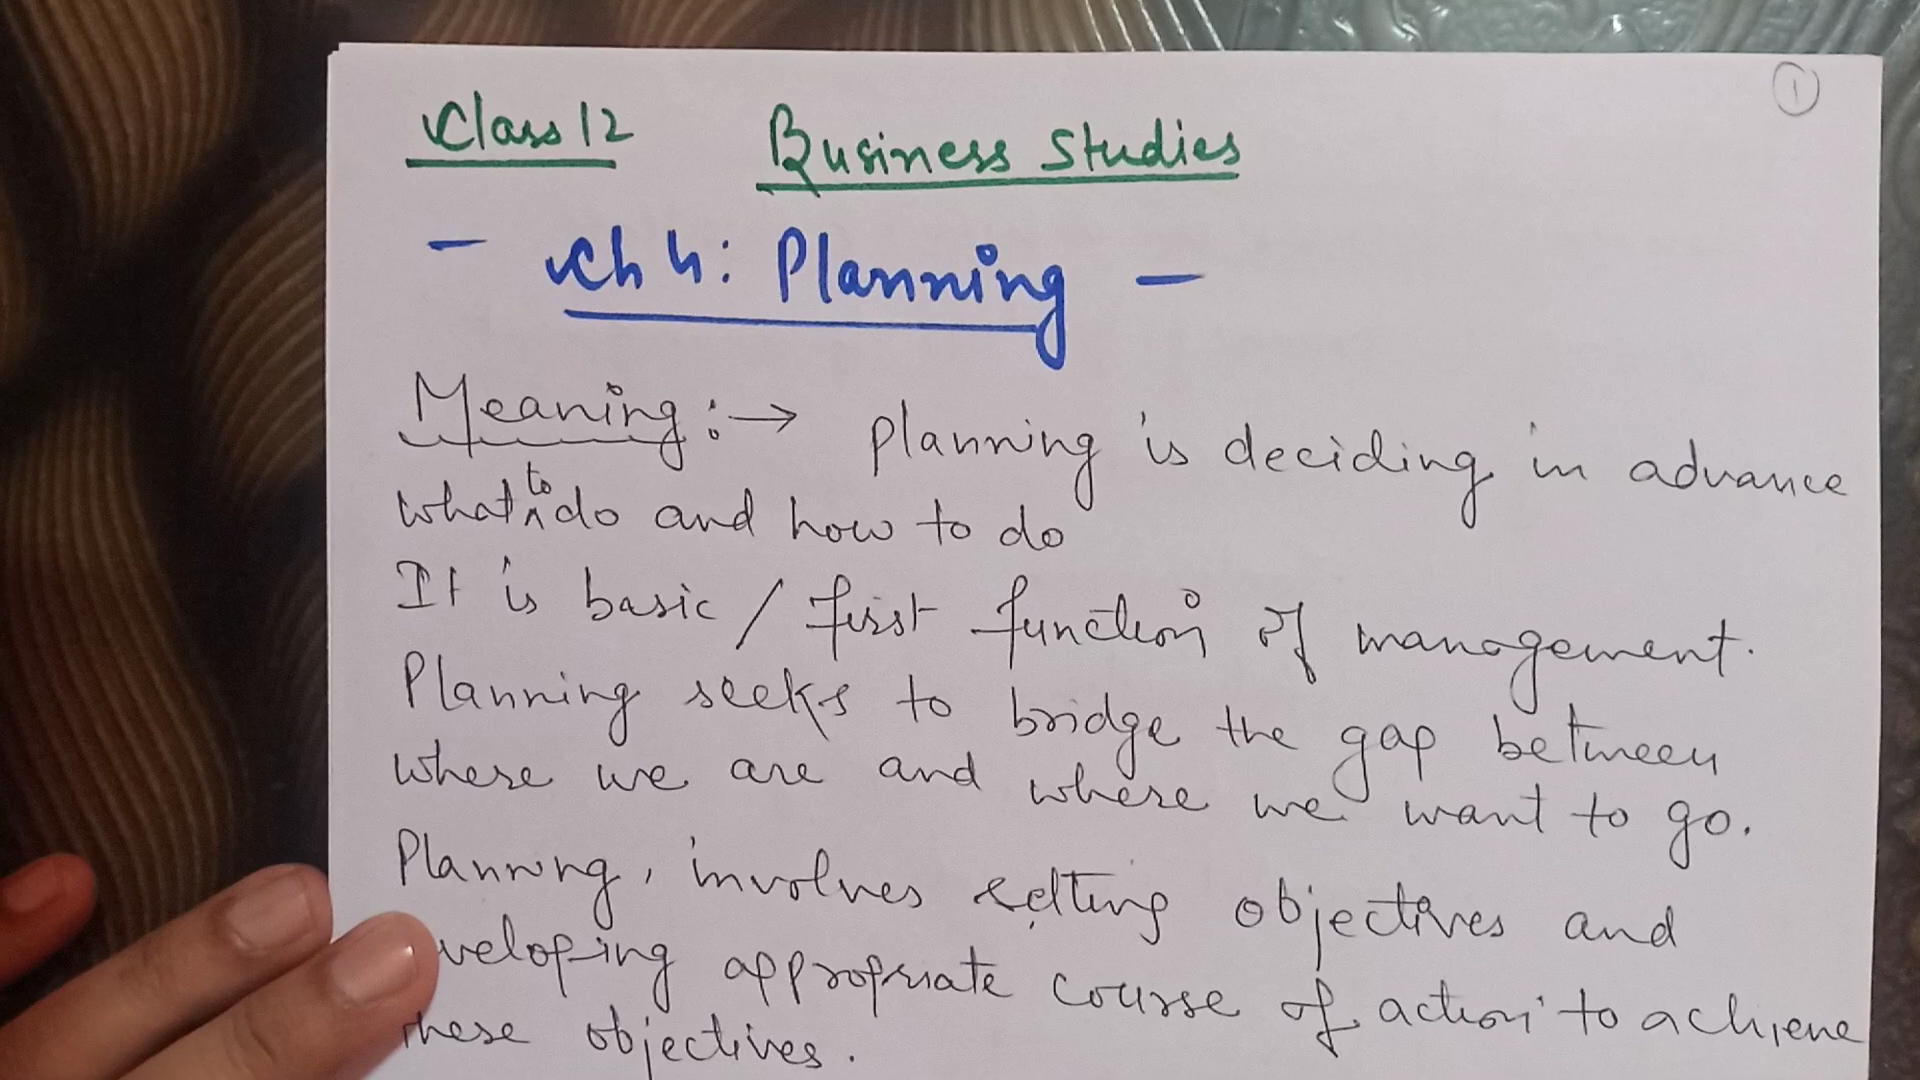 ①
Class 12 Business Studies
- Ch 4: Planning -
Meaning :→ Planning is deciding in advance
what to do and how to do
It is basic / first function of management.
Planning seeks to bridge the gap between
where we are and where we want to go.
Planning, involves setting objectives and
veloping appropriate course of action to achieve
these objectives.